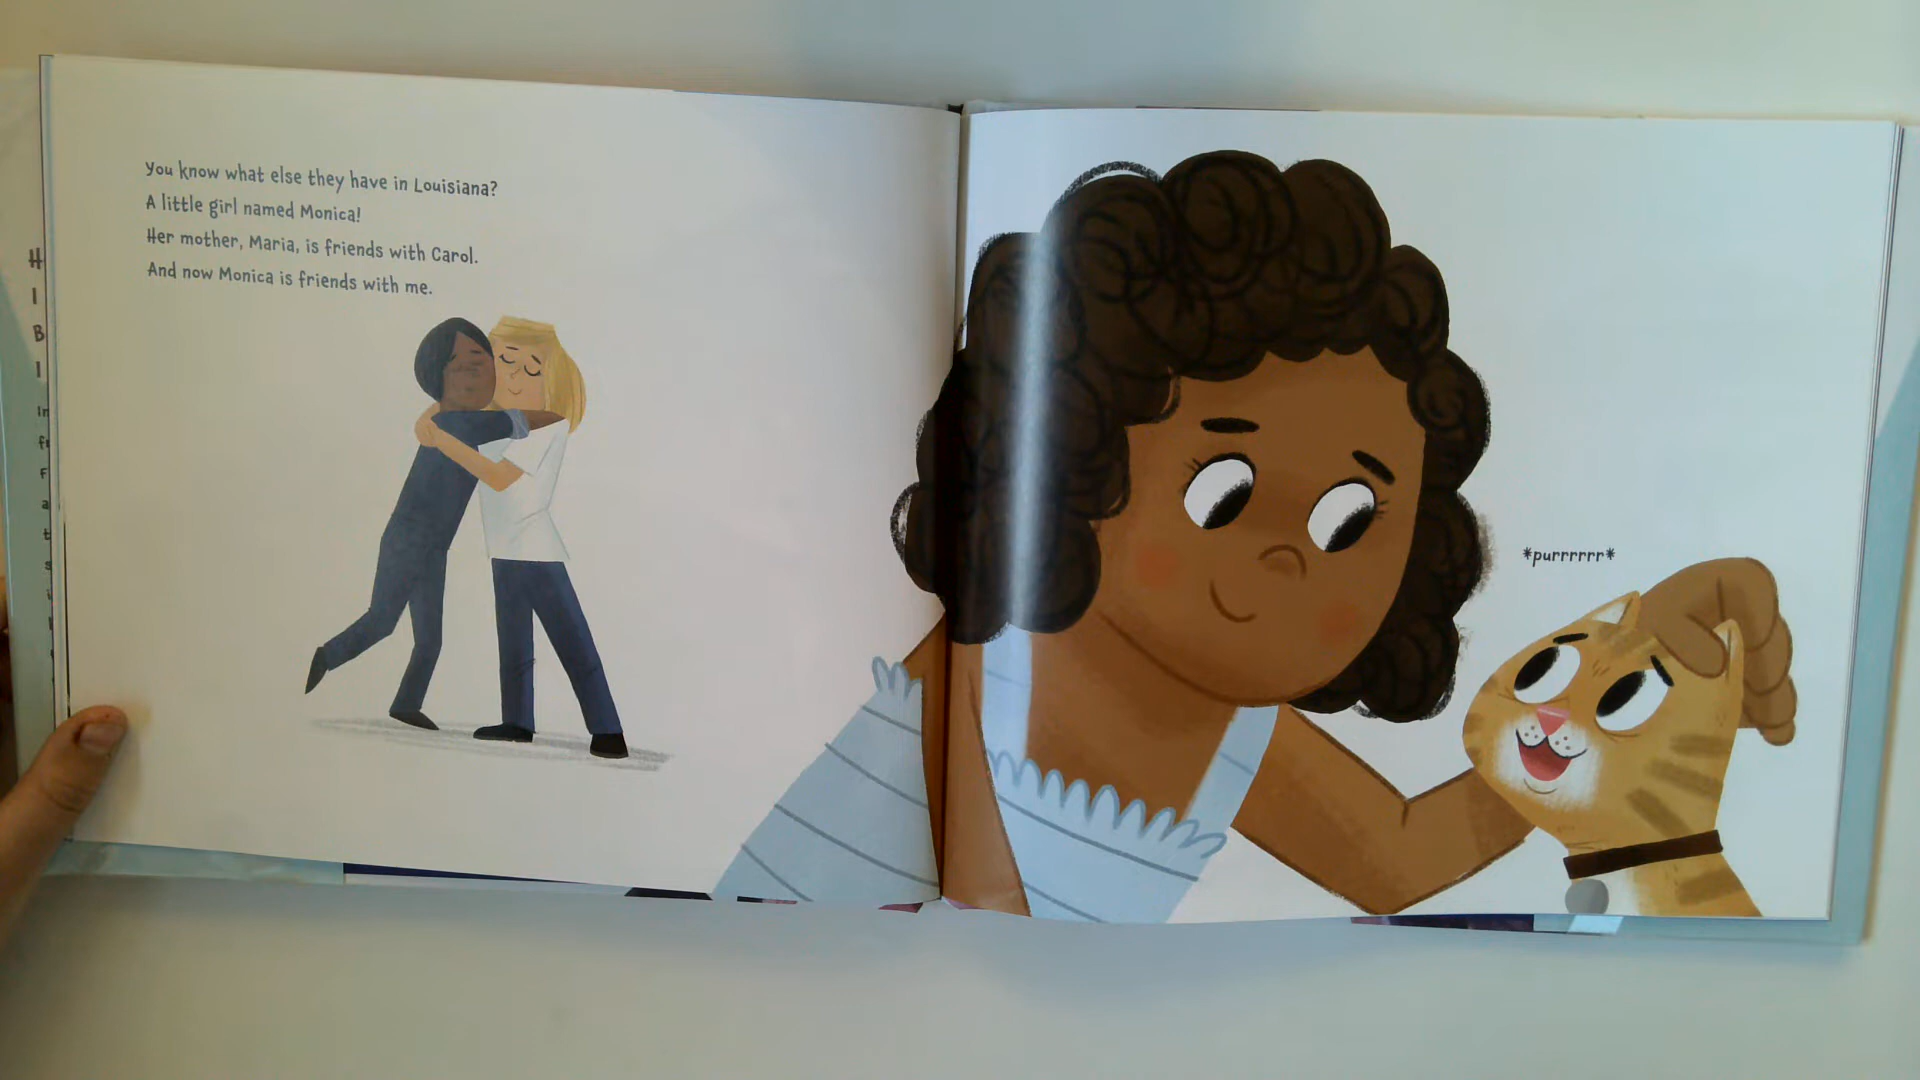 You know what else they have in Louisiana?
A little girl named Monica!
Her mother, Maria, is friends with Carol.
And now Monica is friends with me.
*purrrrrr*
H
I
B
I